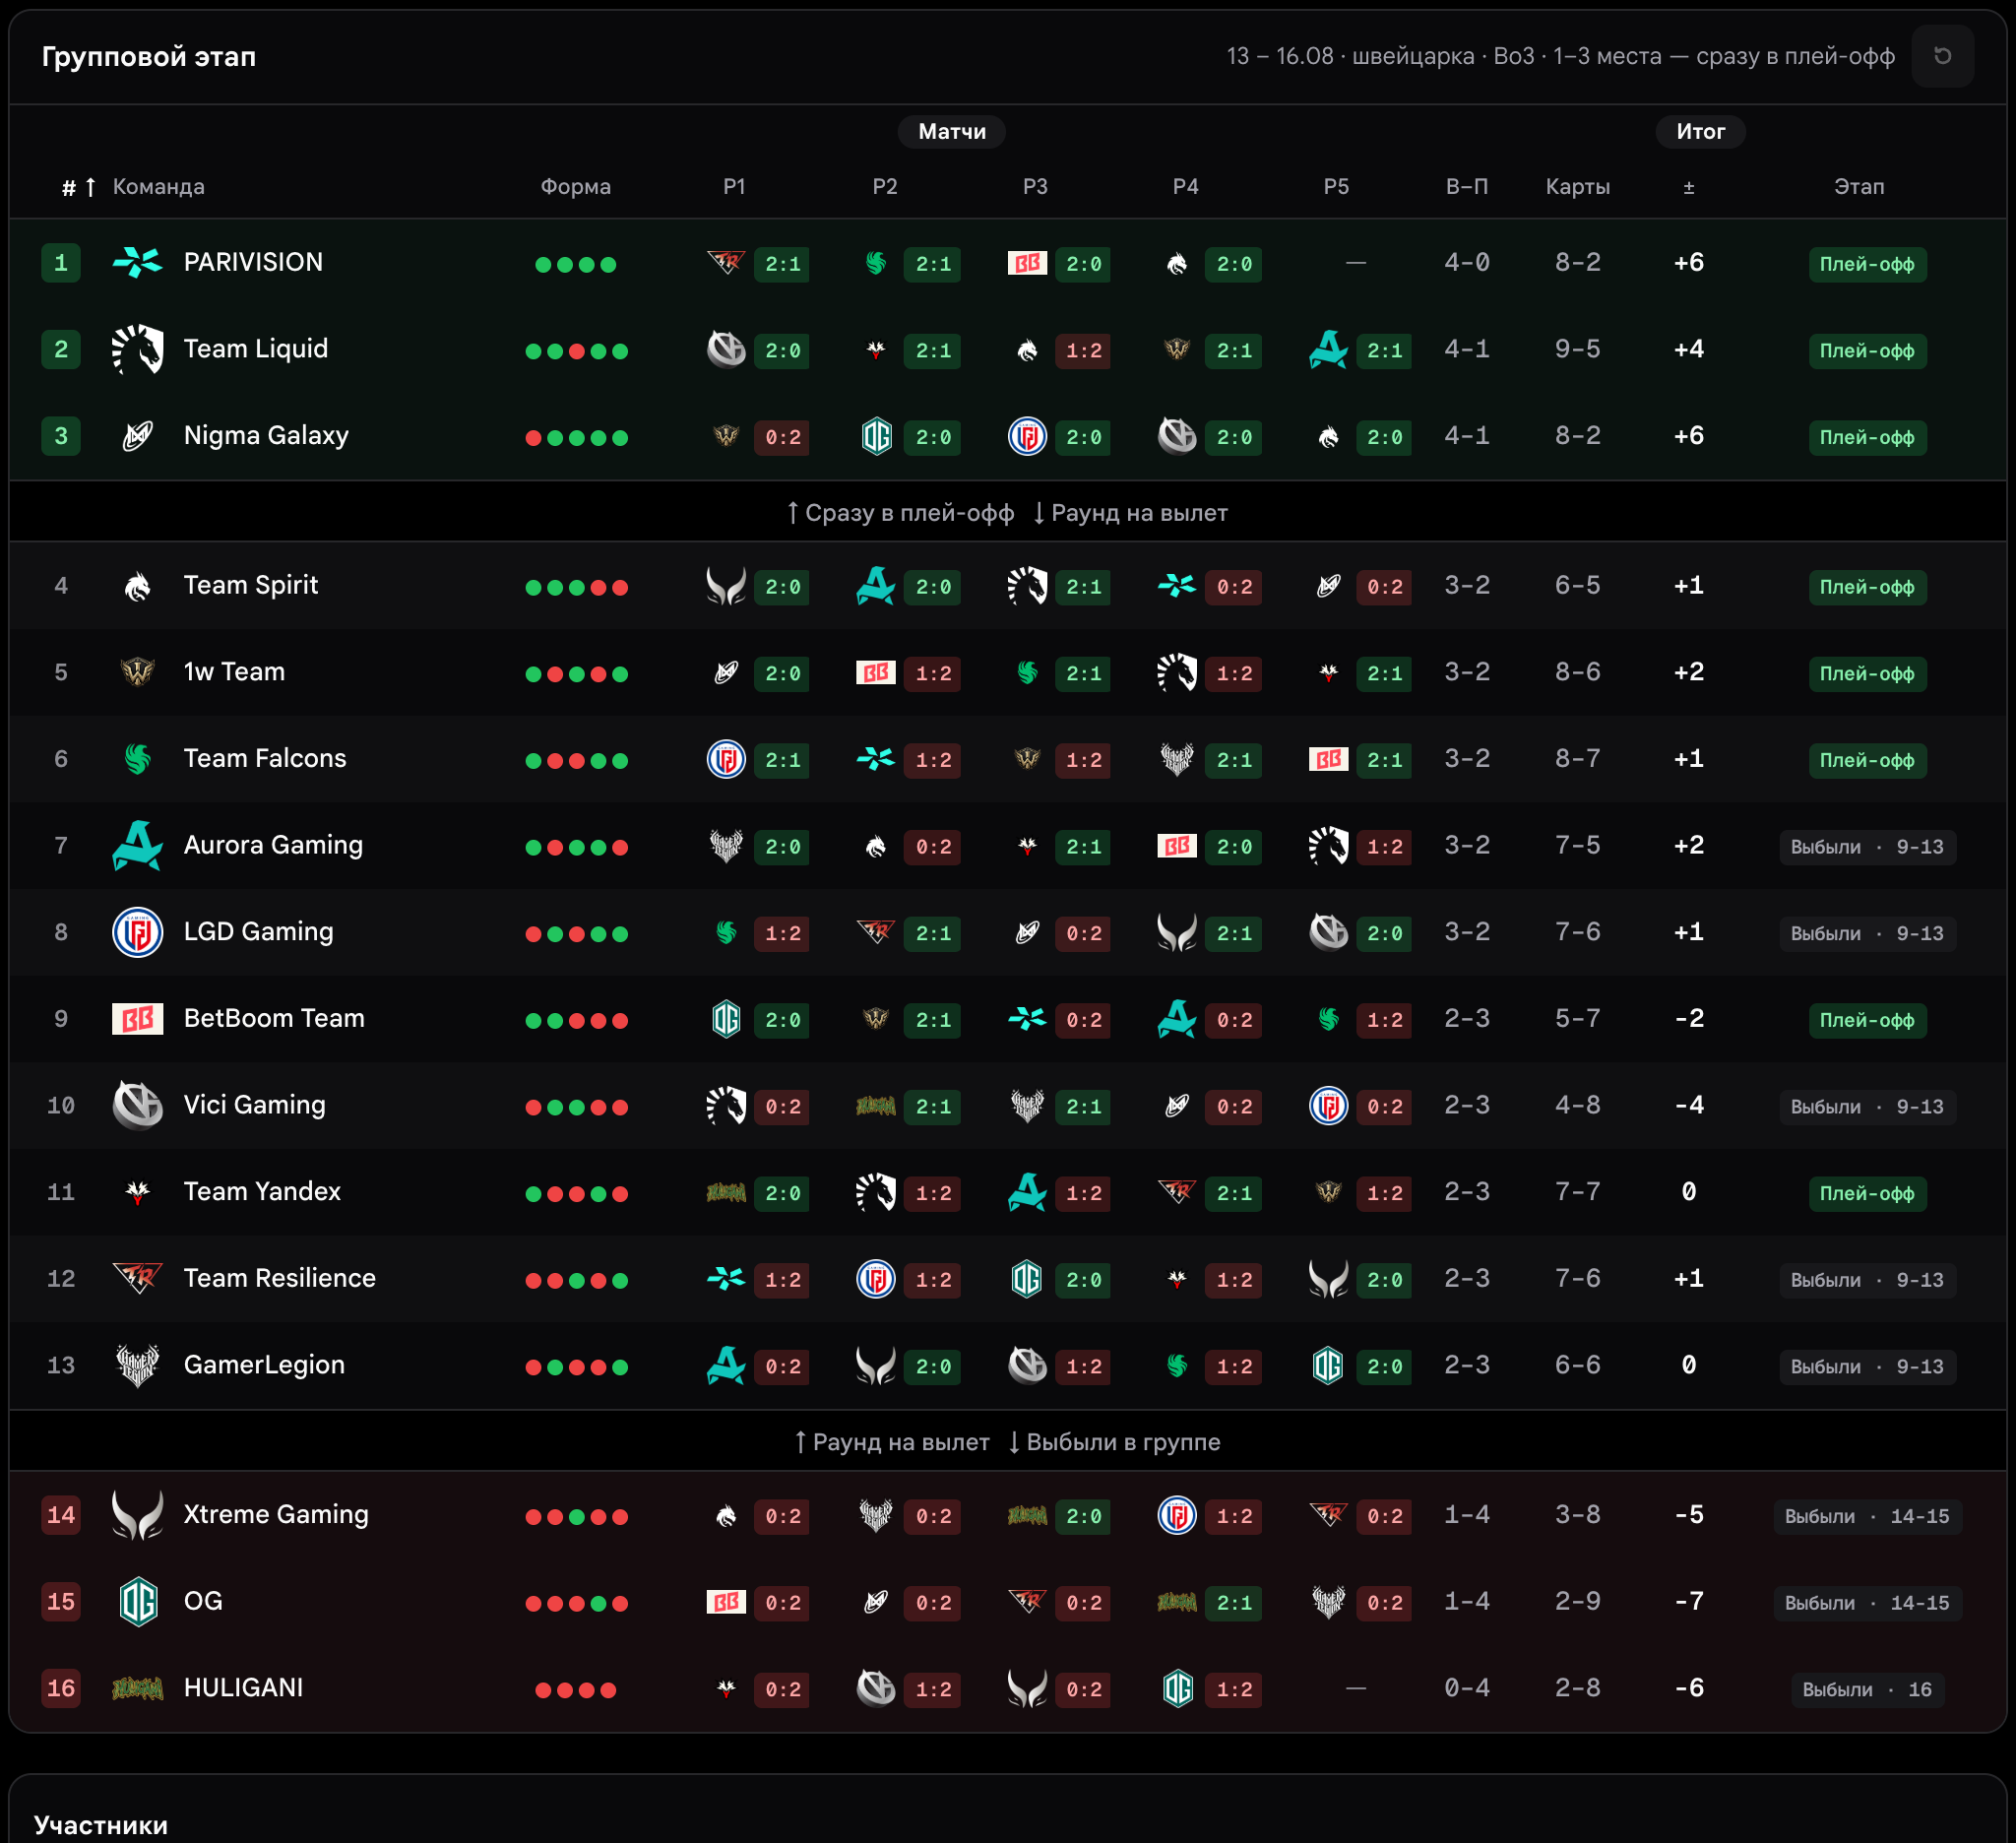 Групповой этап
13 – 16.08 · швейцарка · Bo3 · 1–3 места — сразу в плей-офф
Матчи Итог
# ↑ Команда Форма Р1 Р2 Р3 Р4 Р5 В–П Карты ± Этап
1 PARIVISION 2:1 2:1 2:0 2:0 — 4–0 8–2 +6 Плей-офф
2 Team Liquid 2:0 2:1 1:2 2:1 2:1 4–1 9–5 +4 Плей-офф
3 Nigma Galaxy 0:2 2:0 2:0 2:0 2:0 4–1 8–2 +6 Плей-офф
↑ Сразу в плей-офф ↓ Раунд на вылет
4 Team Spirit 2:0 2:0 2:1 0:2 0:2 3–2 6–5 +1 Плей-офф
5 1w Team 2:0 1:2 2:1 1:2 2:1 3–2 8–6 +2 Плей-офф
6 Team Falcons 2:1 1:2 1:2 2:1 2:1 3–2 8–7 +1 Плей-офф
7 Aurora Gaming 2:0 0:2 2:1 2:0 1:2 3–2 7–5 +2 Выбыли · 9–13
8 LGD Gaming 1:2 2:1 0:2 2:1 2:0 3–2 7–6 +1 Выбыли · 9–13
9 BetBoom Team 2:0 2:1 0:2 0:2 1:2 2–3 5–7 -2 Плей-офф
10 Vici Gaming 0:2 2:1 2:1 0:2 0:2 2–3 4–8 -4 Выбыли · 9–13
11 Team Yandex 2:0 1:2 1:2 2:1 1:2 2–3 7–7 0 Плей-офф
12 Team Resilience 1:2 1:2 2:0 1:2 2:0 2–3 7–6 +1 Выбыли · 9–13
13 GamerLegion 0:2 2:0 1:2 1:2 2:0 2–3 6–6 0 Выбыли · 9–13
↑ Раунд на вылет ↓ Выбыли в группе
14 Xtreme Gaming 0:2 0:2 2:0 1:2 0:2 1–4 3–8 -5 Выбыли · 14–15
15 OG 0:2 0:2 0:2 2:1 0:2 1–4 2–9 -7 Выбыли · 14–15
16 HULIGANI 0:2 1:2 0:2 1:2 — 0–4 2–8 -6 Выбыли · 16
Участники